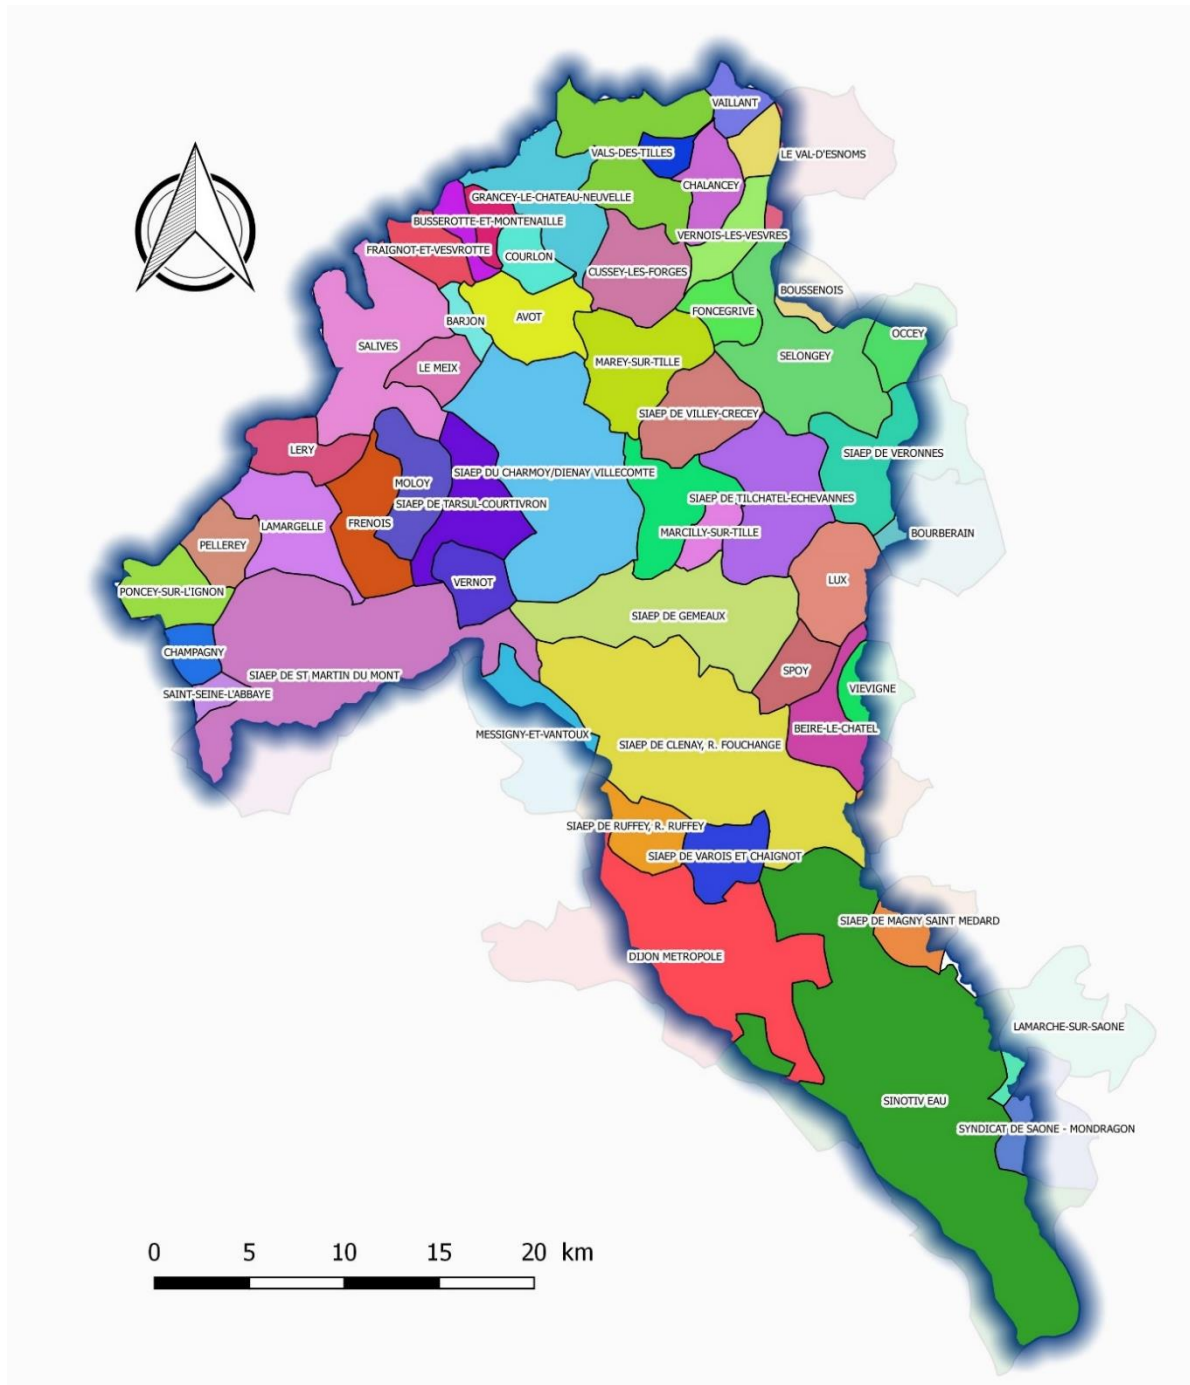 VAILLANT
VALS-DES-TILLES
LE VAL-D'ESNOMS
CHALANCEY
GRANCEY-LE-CHATEAU-NEUVELLE
BUSSEROTTE-ET-MONTENAILLE
VERNOIS-LES-VESVRES
FRAIGNOT-ET-VESVROTTE
COURLON
CUSSEY-LES-FORGES
BOUSSENOIS
FONCEGRIVE
AVOT
BARJON
OCCEY
SALIVES
SELONGEY
MAREY-SUR-TILLE
LE MEIX
SIAEP DE VILLEY-CRECEY
LERY
SIAEP DE VERONNES
SIAEP DU CHARMOY/DIENAY VILLECOMTE
MOLOY
SIAEP DE TILCHATEL-ECHEVANNES
SIAEP DE TARSUL-COURTIVRON
LAMARGELLE
FRENOIS
MARCILLY-SUR-TILLE
BOURBERAIN
PELLEREY
LUX
VERNOT
PONCEY-SUR-L'IGNON
SIAEP DE GEMEAUX
CHAMPAGNY
SPOY
SIAEP DE ST MARTIN DU MONT
VIEVIGNE
SAINT-SEINE-L'ABBAYE
BEIRE-LE-CHATEL
MESSIGNY-ET-VANTOUX
SIAEP DE CLENAY, R. FOUCHANGE
SIAEP DE RUFFEY, R. RUFFEY
SIAEP DE VAROIS ET CHAIGNOT
SIAEP DE MAGNY SAINT MEDARD
DIJON METROPOLE
LAMARCHE-SUR-SAONE
SINOTIV EAU
SYNDICAT DE SAONE - MONDRAGON
0 5 10 15 20 km